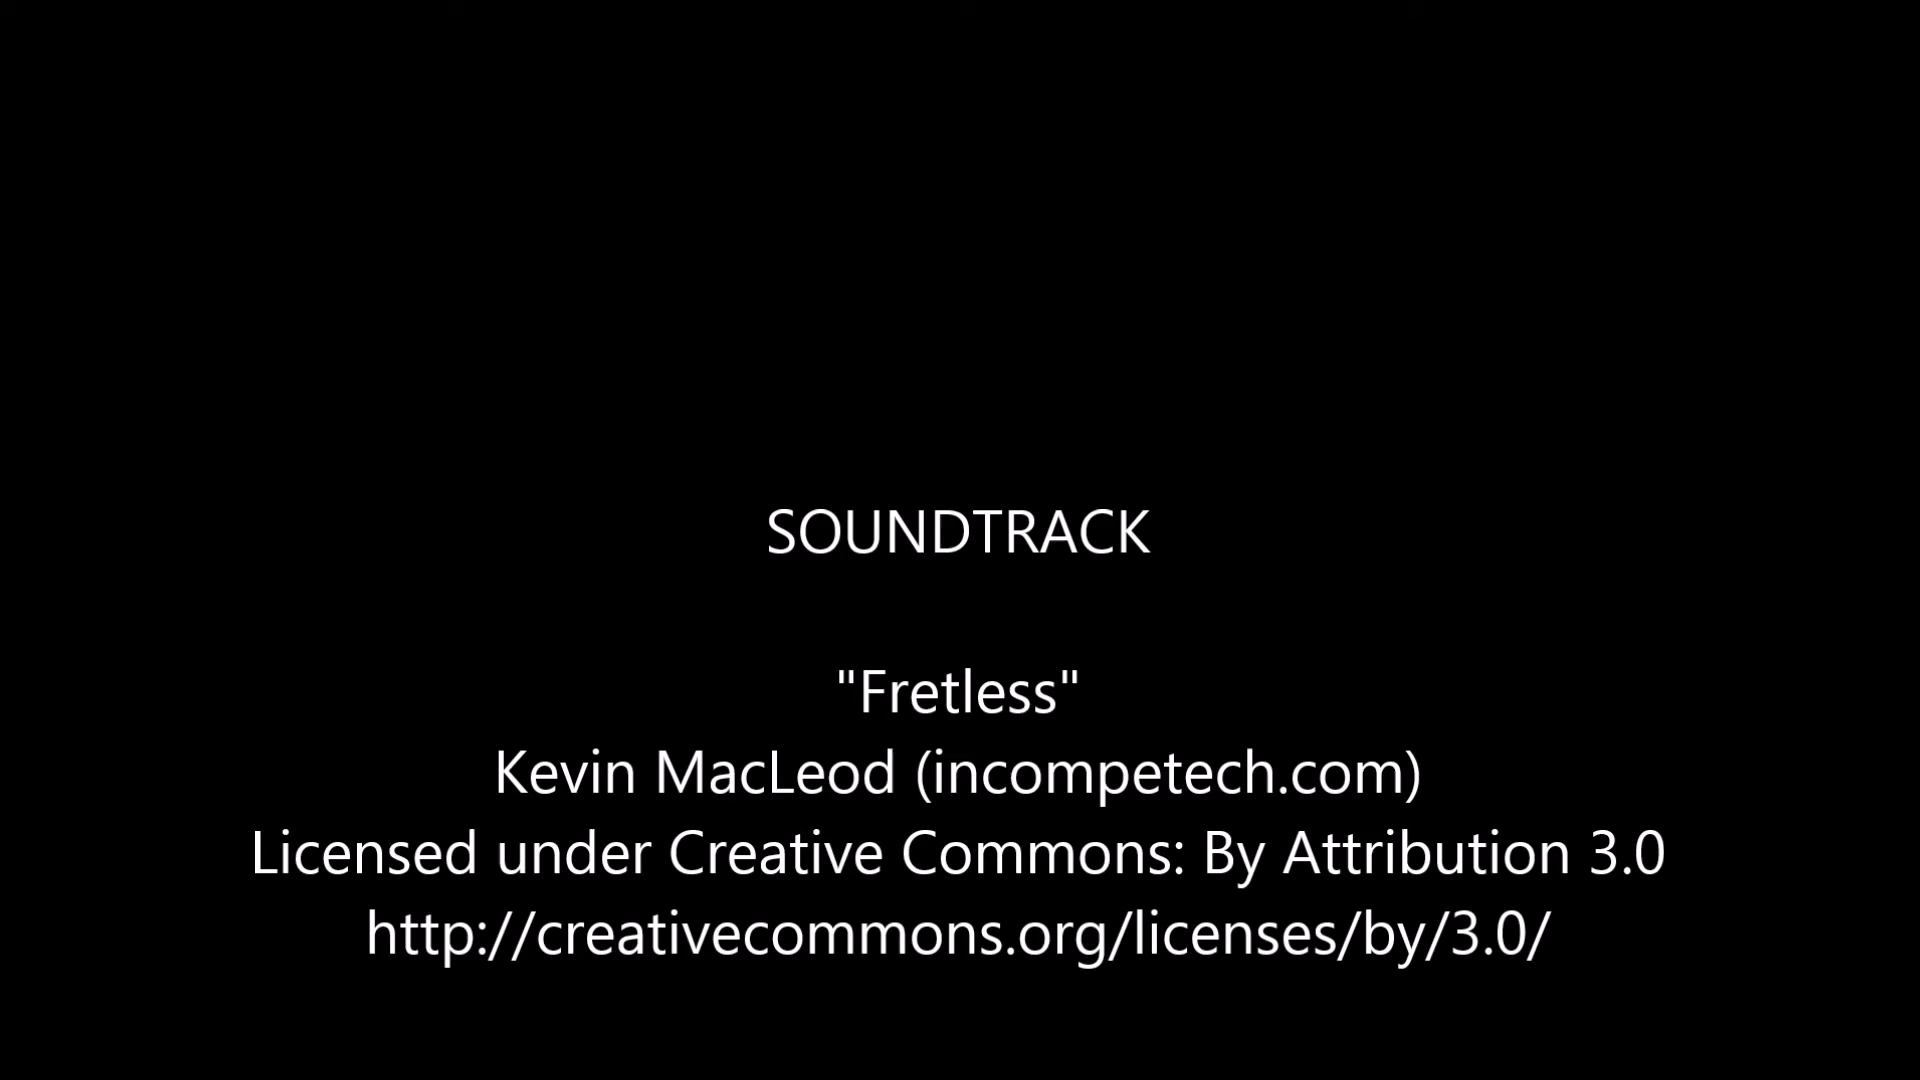 SOUNDTRACK
"Fretless"
Kevin MacLeod (incompetech.com)
Licensed under Creative Commons: By Attribution 3.0
http://creativecommons.org/licenses/by/3.0/